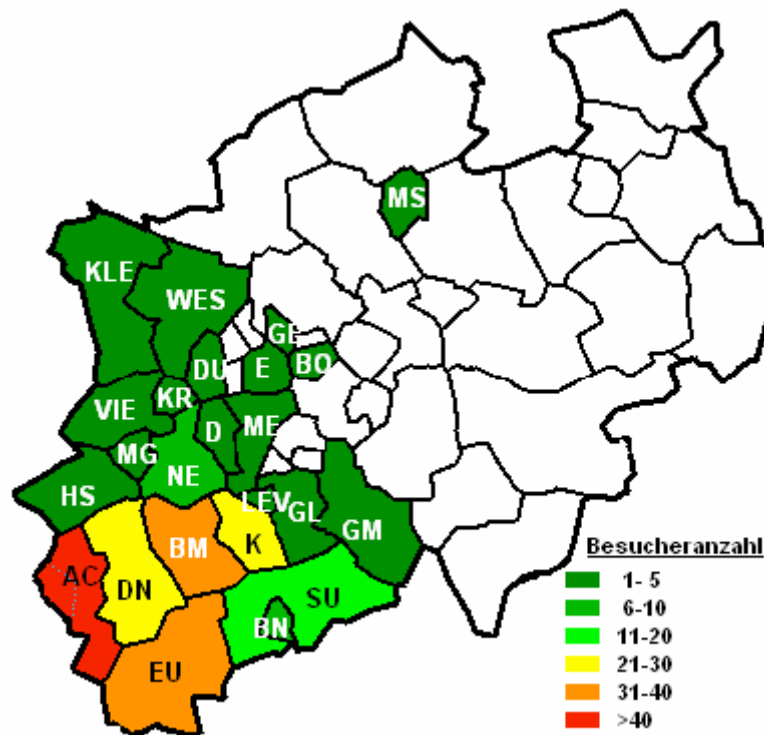 MS
KLE
WES
GE
DU
E
BO
KR
VIE
D
ME
MG
NE
HS
LEV
GL
BM
K
GM
AC
DN
SU
BN
EU
Besucheranzahl
1- 5
6-10
11-20
21-30
31-40
>40